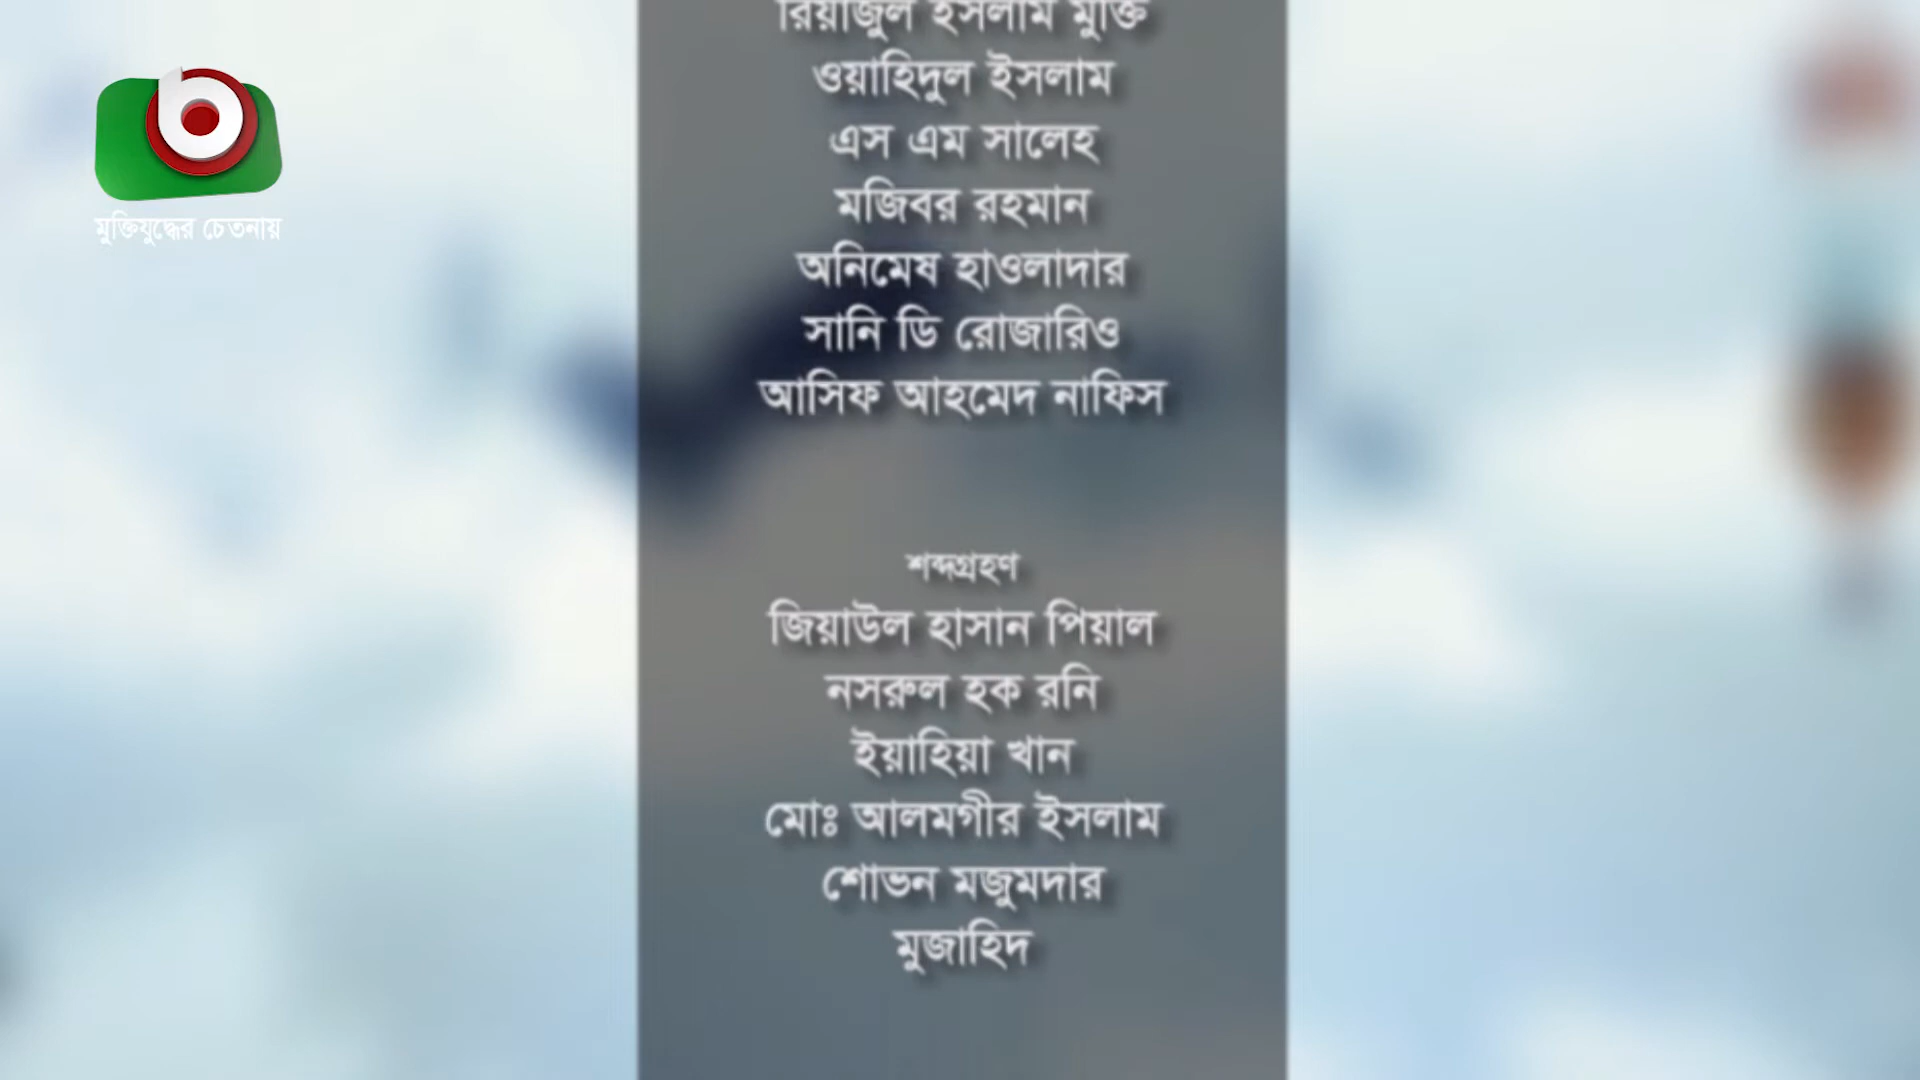 মুক্তিযুদ্ধের চেতনায়
রিয়াজুল ইসলাম মুক্তি
ওয়াহিদুল ইসলাম
এস এম সালেহ
মজিবর রহমান
অনিমেষ হাওলাদার
সানি ডি রোজারিও
আসিফ আহমেদ নাফিস
শব্দগ্রহণ
জিয়াউল হাসান পিয়াল
নসরুল হক রনি
ইয়াহিয়া খান
মোঃ আলমগীর ইসলাম
শোভন মজুমদার
মুজাহিদ